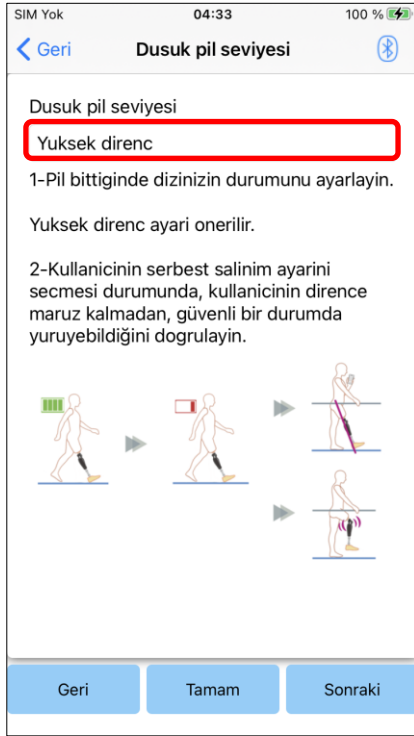 SIM Yok 04:33 100 %
Geri Dusuk pil seviyesi
Dusuk pil seviyesi
Yuksek direnc
1-Pil bittiginde dizinizin durumunu ayarlayin.
Yuksek direnc ayari onerilir.
2-Kullanicinin serbest salinim ayarini
secmesi durumunda, kullanicinin dirence
maruz kalmadan, güvenli bir durumda
yuruyebildiğini dogrulayin.
Geri Tamam Sonraki